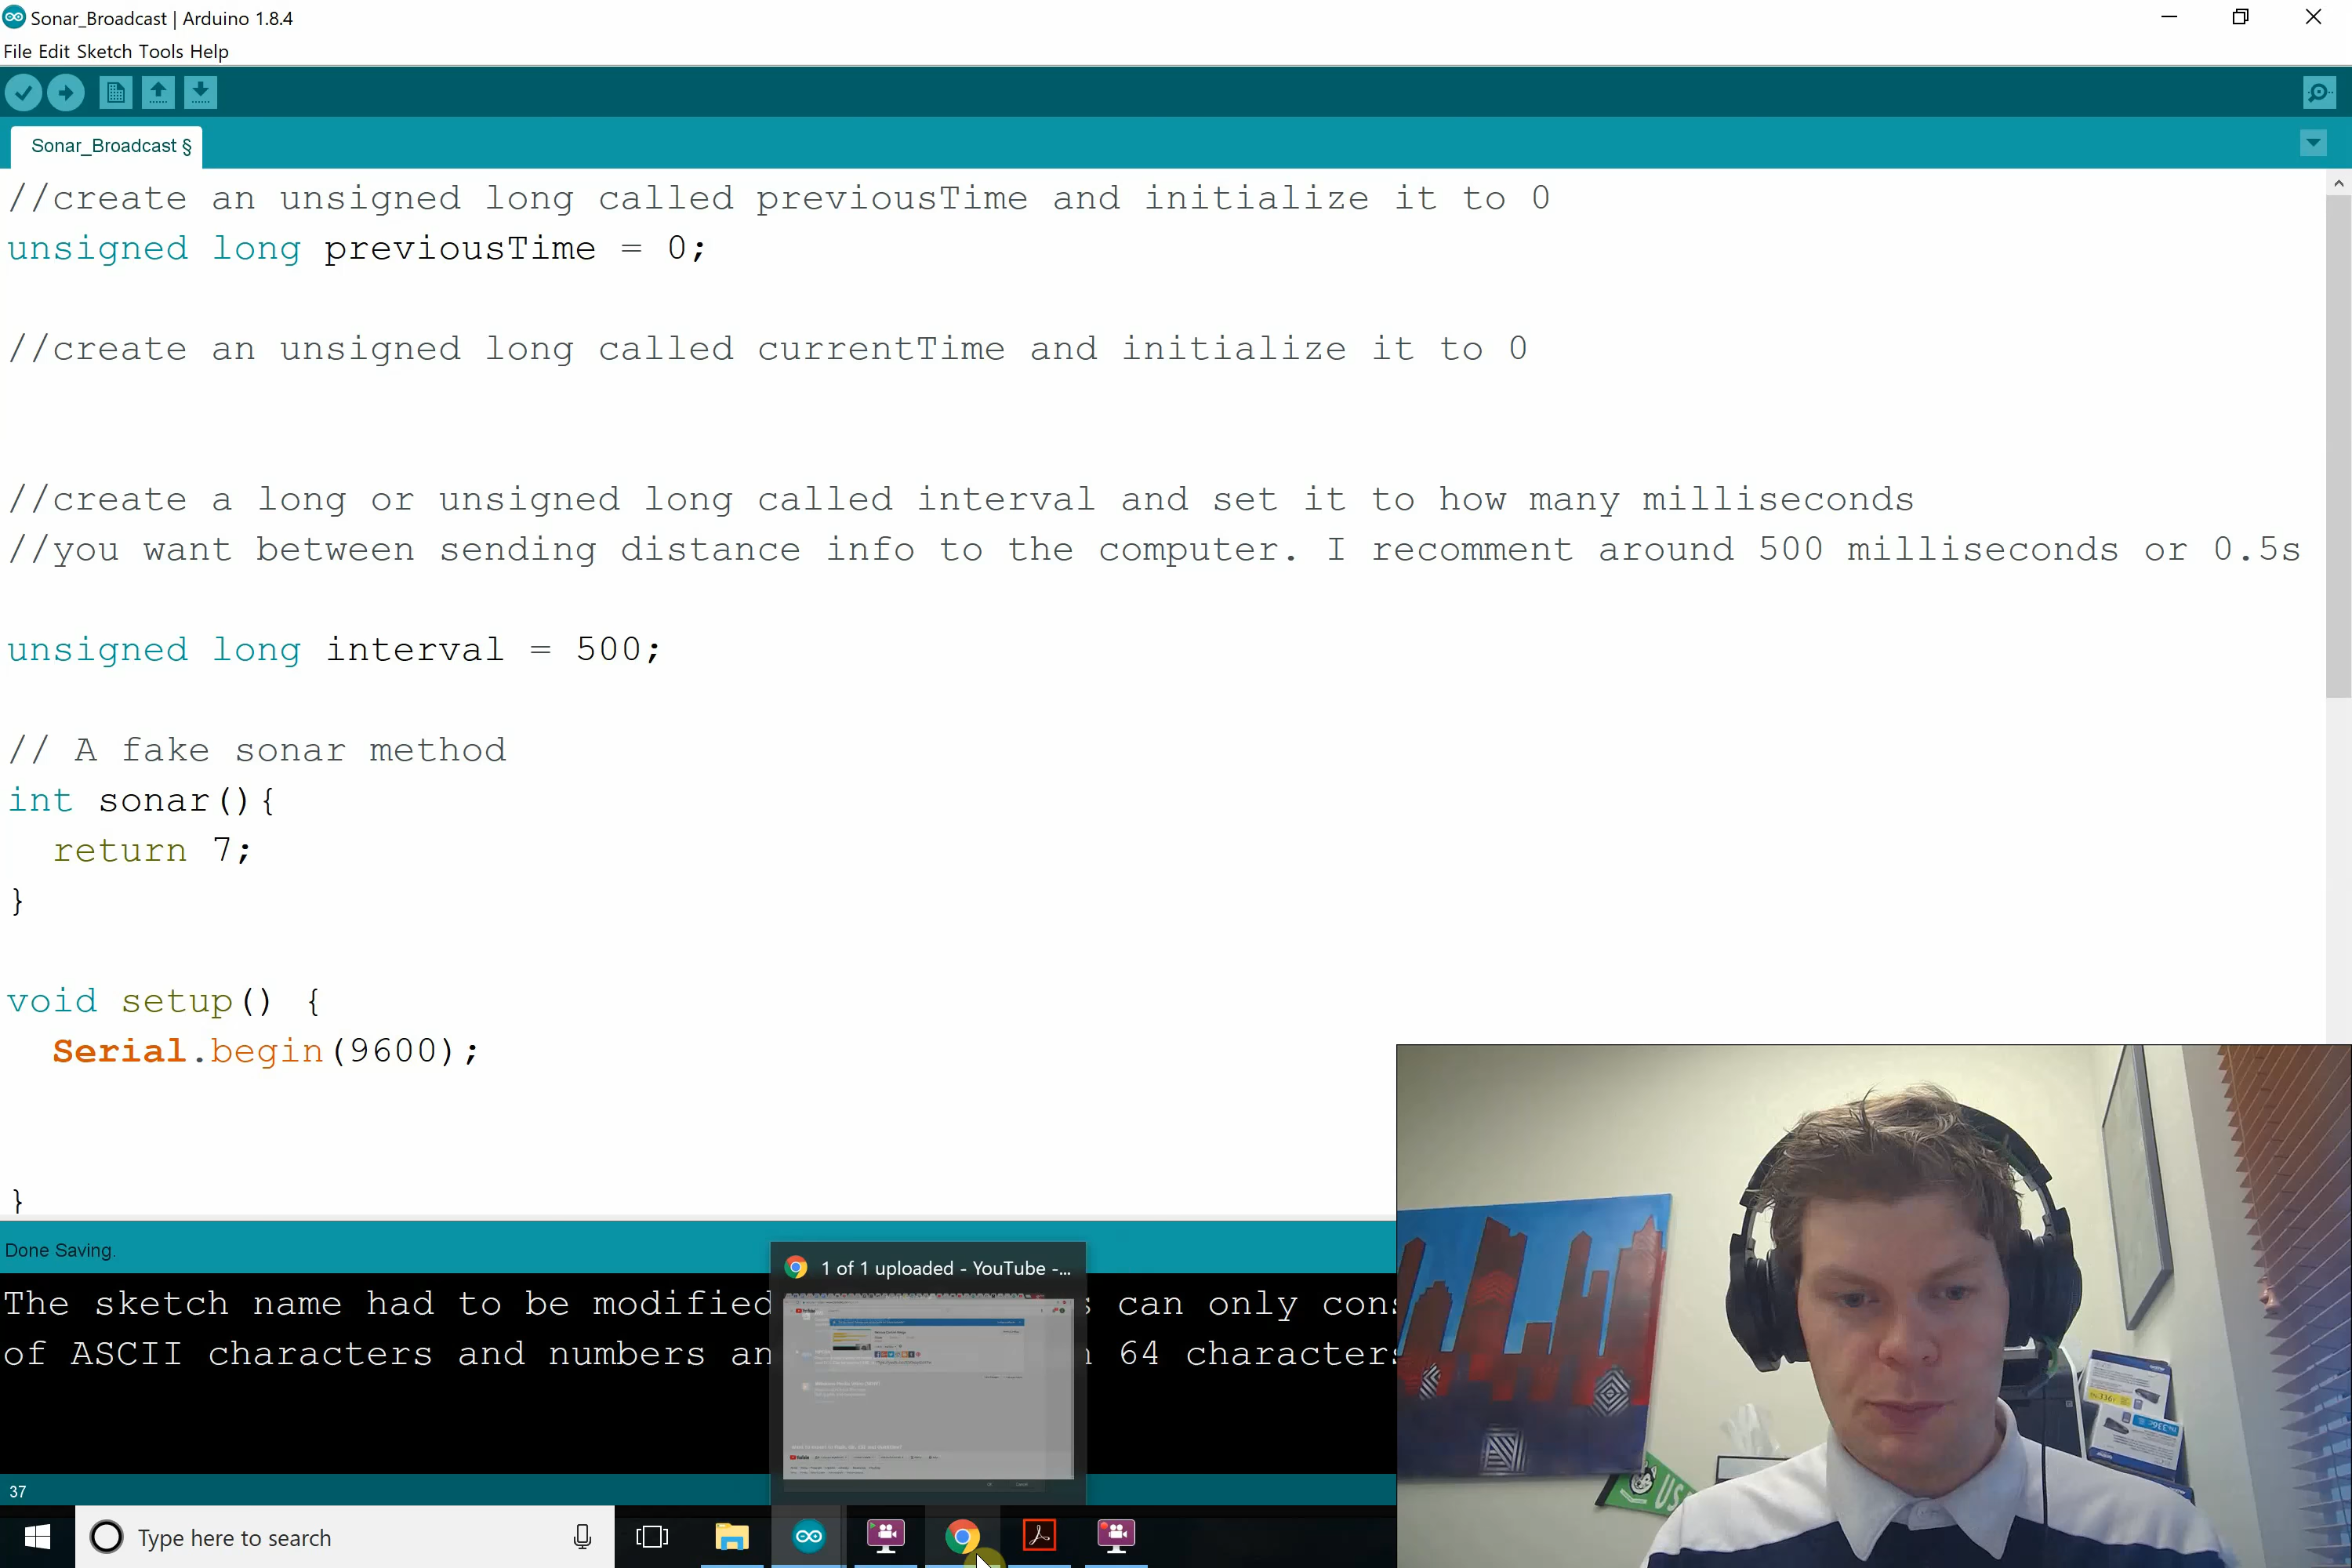 Sonar_Broadcast | Arduino 1.8.4
File Edit Sketch Tools Help
Sonar_Broadcast §
//create an unsigned long called previousTime and initialize it to 0
unsigned long previousTime = 0;
//create an unsigned long called currentTime and initialize it to 0
//create a long or unsigned long called interval and set it to how many milliseconds
//you want between sending distance info to the computer. I recomment around 500 milliseconds or 0.5s
unsigned long interval = 500;
// A fake sonar method
int sonar(){
return 7;
}
void setup() {
Serial.begin(9600);
}
Done Saving.
1 of 1 uploaded - YouTube -...
The sketch name had to be modified can only cons
of ASCII characters and numbers an 64 characters
37
Type here to search
USA